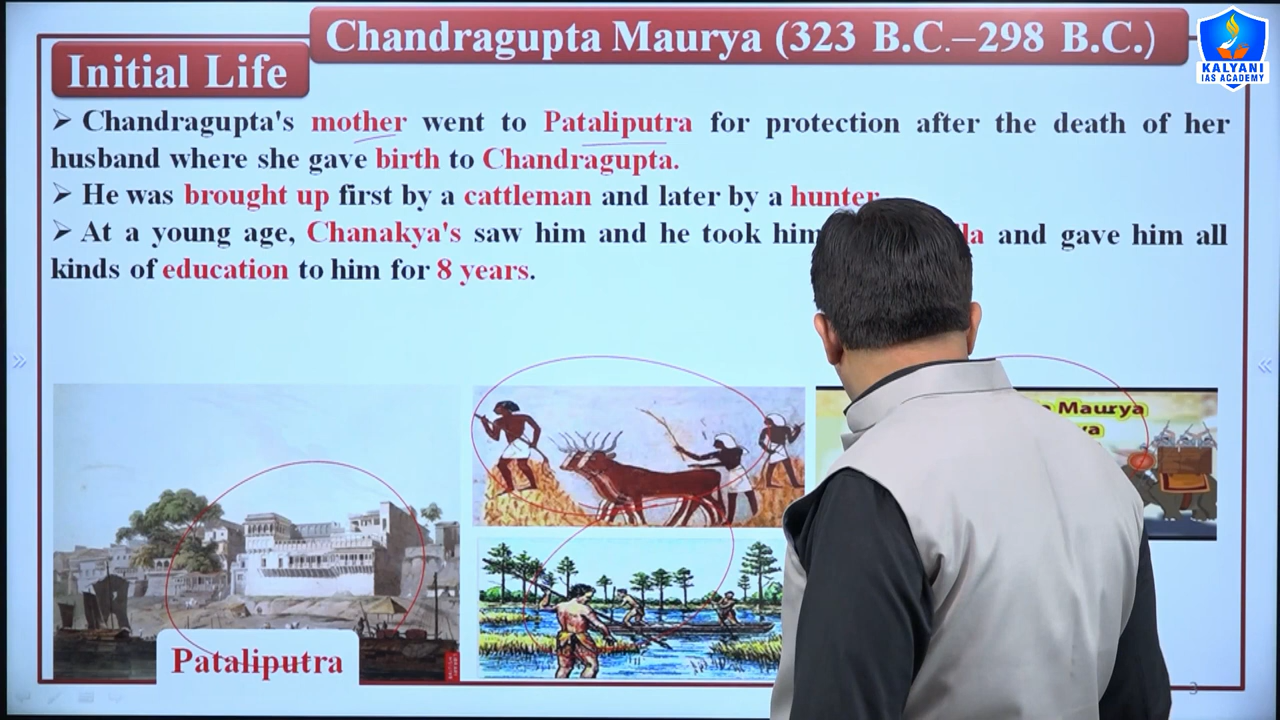 Chandragupta Maurya (323 B.C.–298 B.C.)
KALYANI
IAS ACADEMY
Initial Life
➢ Chandragupta's mother went to Pataliputra for protection after the death of her
husband where she gave birth to Chandragupta.
➢ He was brought up first by a cattleman and later by a hunter
➢ At a young age, Chanakya's saw him and he took him and gave him all
kinds of education to him for 8 years.
Maurya
Pataliputra
3